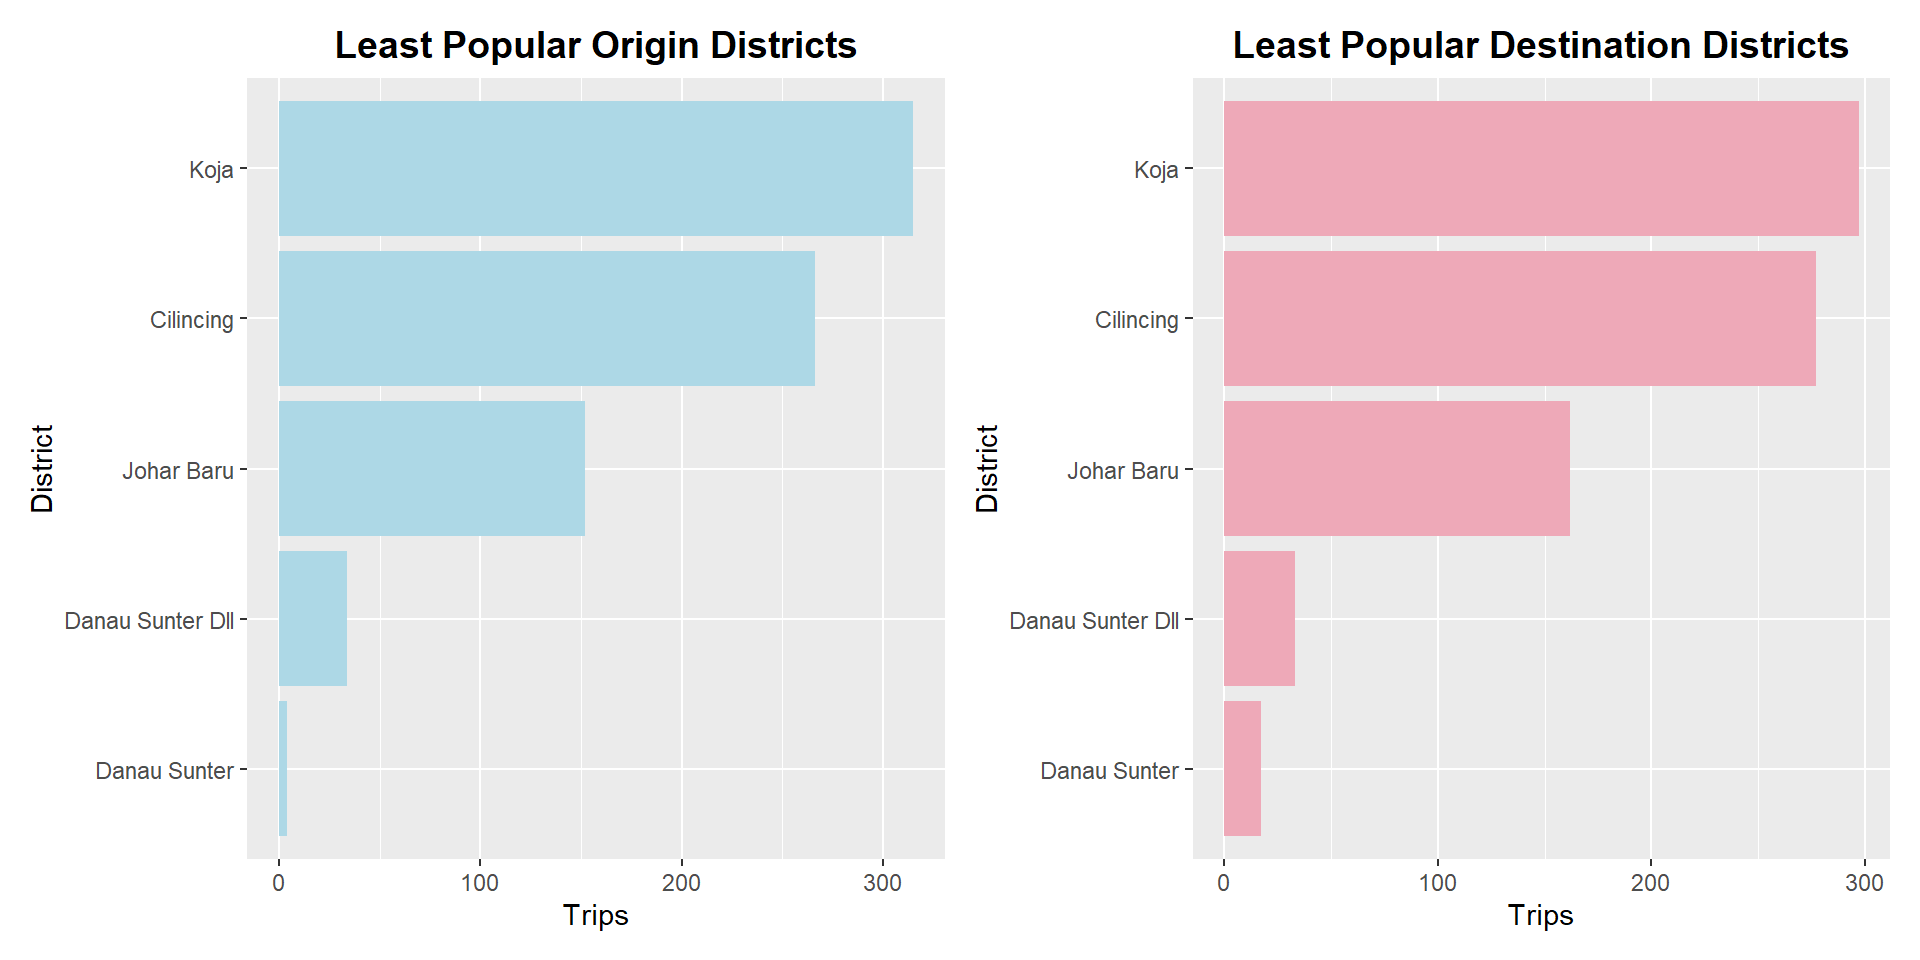 Least Popular Origin Districts
District
Koja
Cilincing
Johar Baru
Danau Sunter Dll
Danau Sunter
0 100 200 300
Trips
Least Popular Destination Districts
District
Koja
Cilincing
Johar Baru
Danau Sunter Dll
Danau Sunter
0 100 200 300
Trips